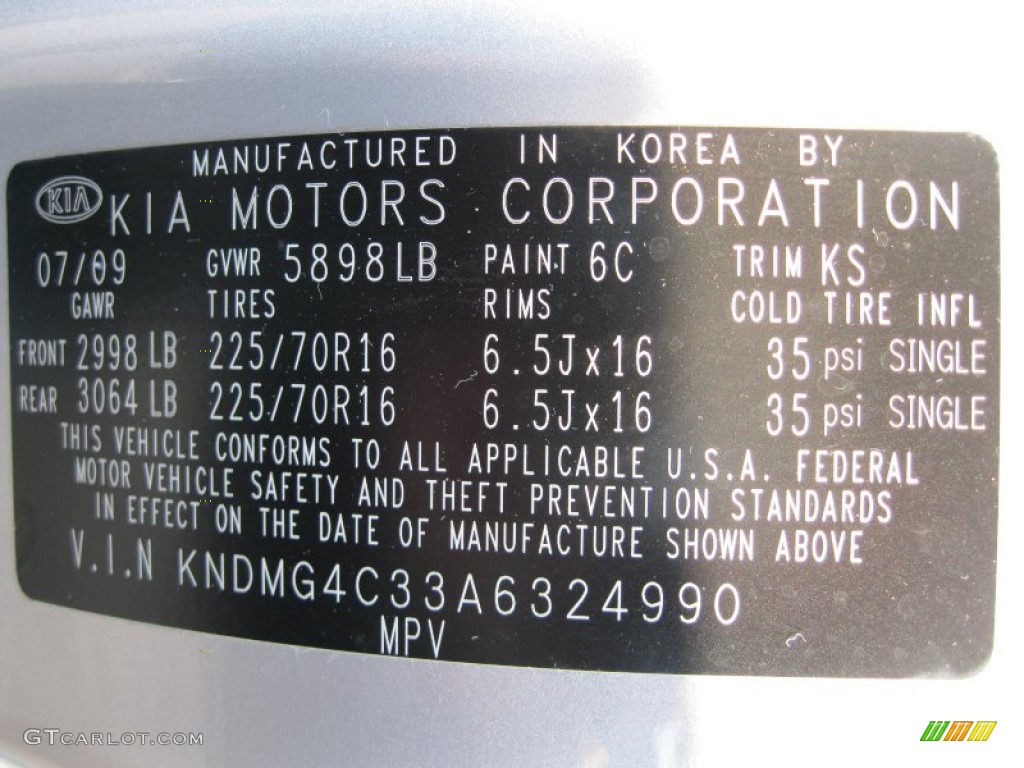 MANUFACTURED IN KOREA BY
KIA KIA MOTORS CORPORATION
07/09 GVWR 5898LB PAINT 6C TRIM KS
GAWR TIRES RIMS COLD TIRE INFL
FRONT 2998 LB 225/70R16 6.5Jx16 35 psi SINGLE
REAR 3064 LB 225/70R16 6.5Jx16 35 psi SINGLE
THIS VEHICLE CONFORMS TO ALL APPLICABLE U.S.A. FEDERAL
MOTOR VEHICLE SAFETY AND THEFT PREVENTION STANDARDS
IN EFFECT ON THE DATE OF MANUFACTURE SHOWN ABOVE
V.I.N KNDMG4C33A6324990
MPV
GTCARLOT.COM